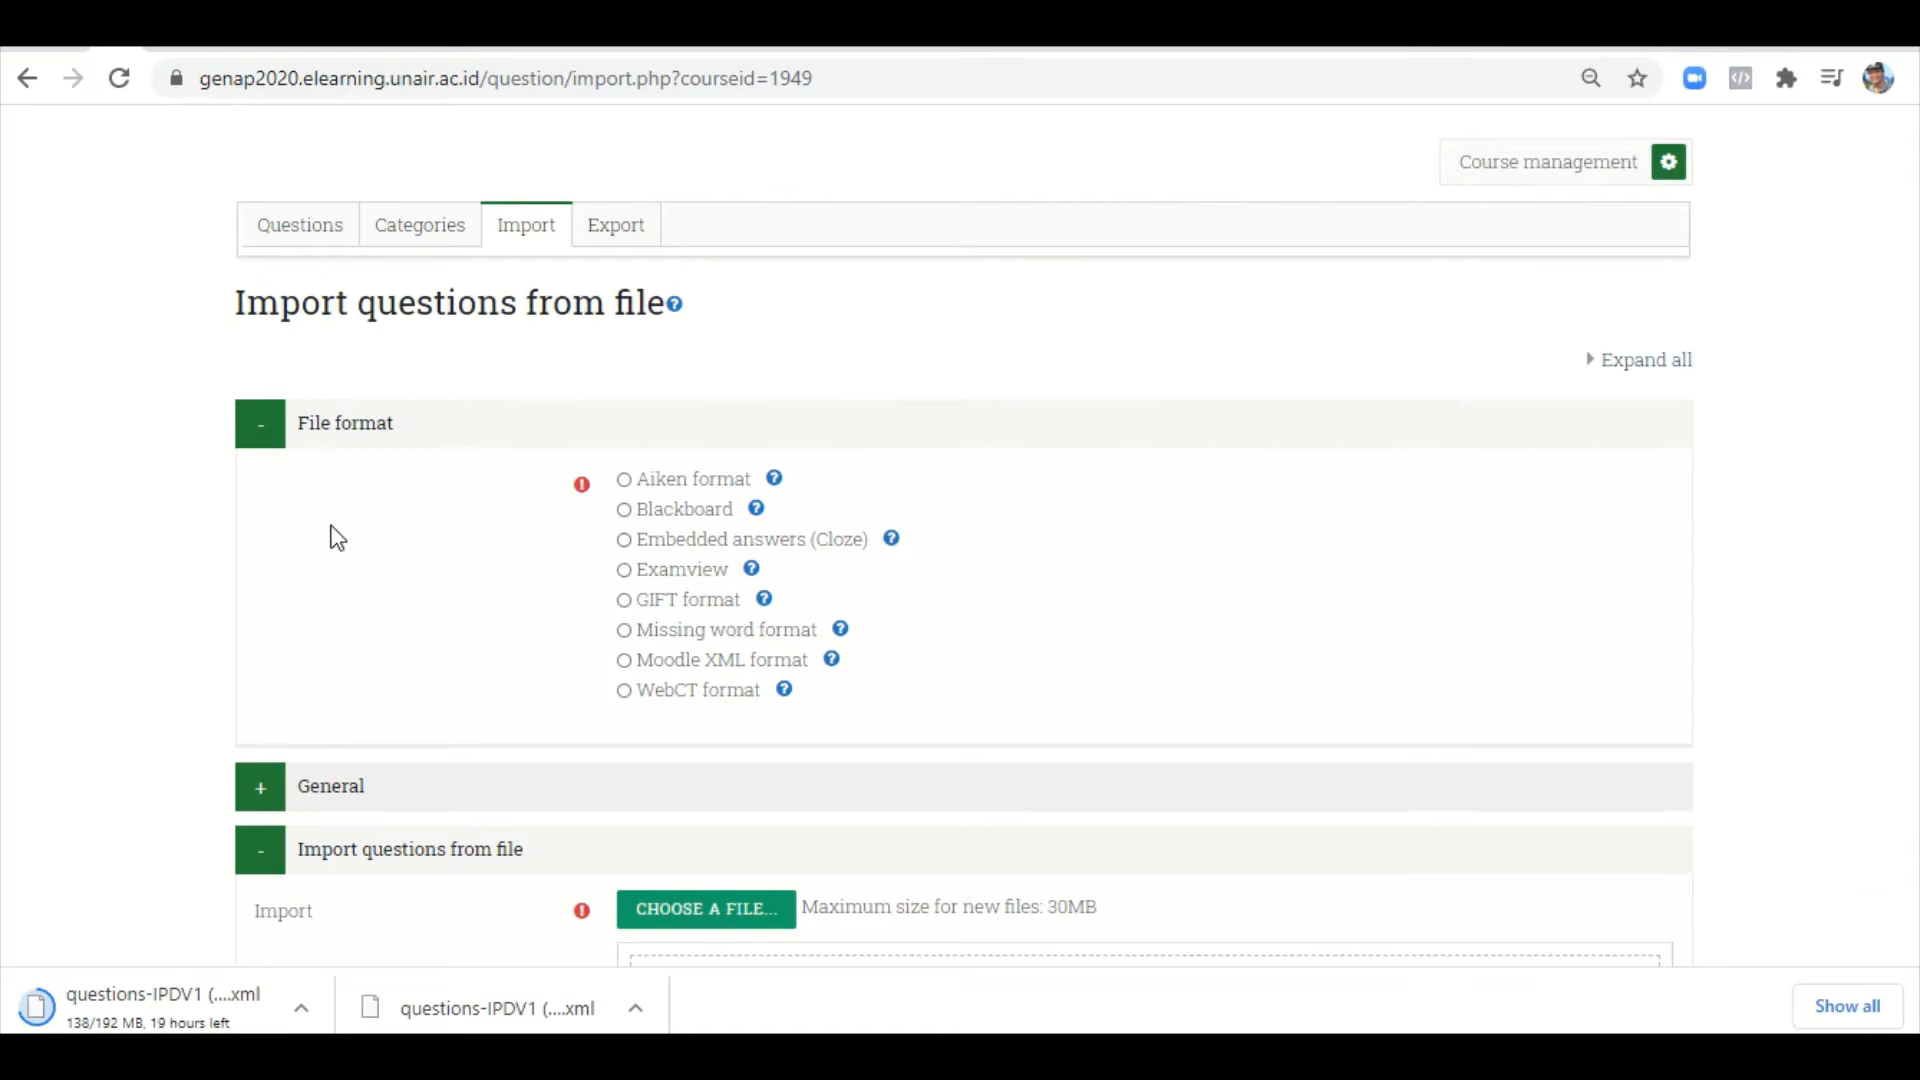 genap2020.elearning.unair.ac.id/question/import.php?courseid=1949
Course management
Questions
Categories
Import
Export
Import questions from file
Expand all
- File format
Aiken format
Blackboard
Embedded answers (Cloze)
Examview
GIFT format
Missing word format
Moodle XML format
WebCT format
+ General
- Import questions from file
Import
CHOOSE A FILE...
Maximum size for new files: 30MB
questions-IPDV1 (....xml
138/192 MB, 19 hours left
questions-IPDV1 (....xml
Show all